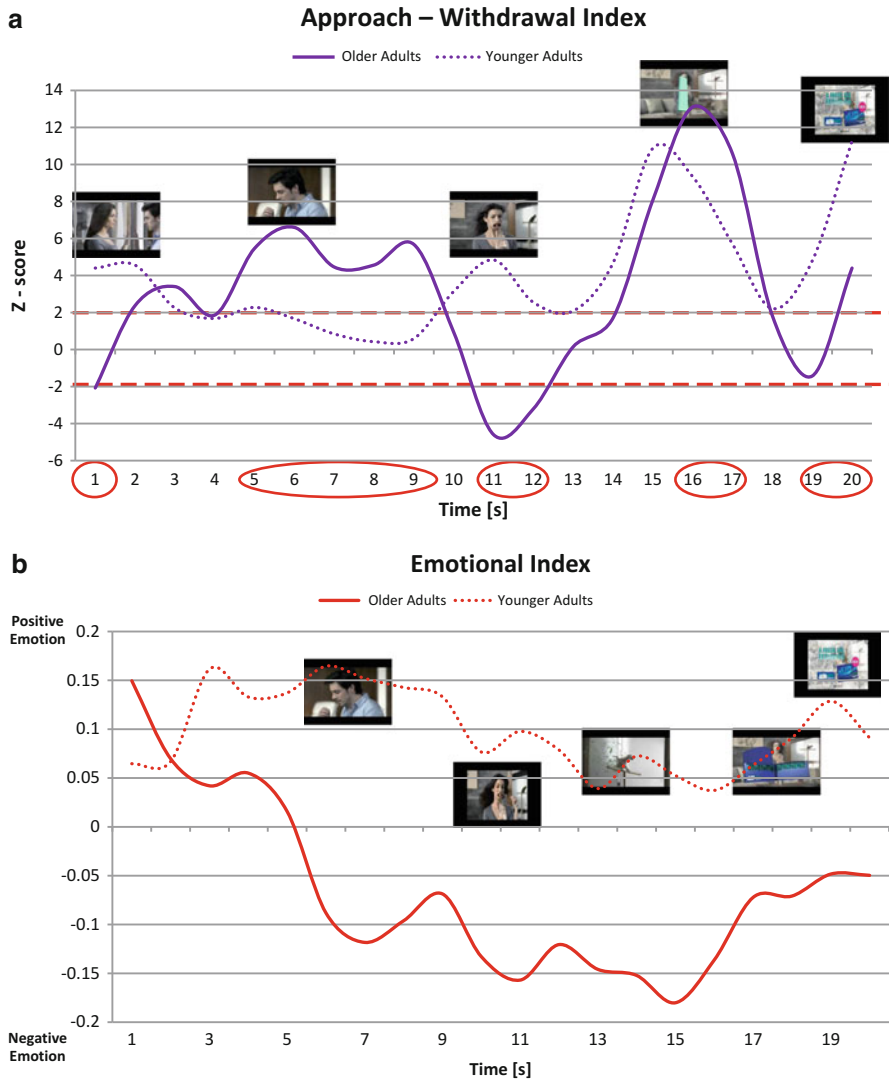 a
Approach – Withdrawal Index
Older Adults Younger Adults
Z - score
14
12
10
8
6
4
2
0
-2
-4
-6
1 2 3 4 5 6 7 8 9 10 11 12 13 14 15 16 17 18 19 20
Time [s]
b
Emotional Index
Older Adults Younger Adults
Positive
Emotion
0.2
0.15
0.1
0.05
0
-0.05
-0.1
-0.15
-0.2
Negative
Emotion
1 3 5 7 9 11 13 15 17 19
Time [s]